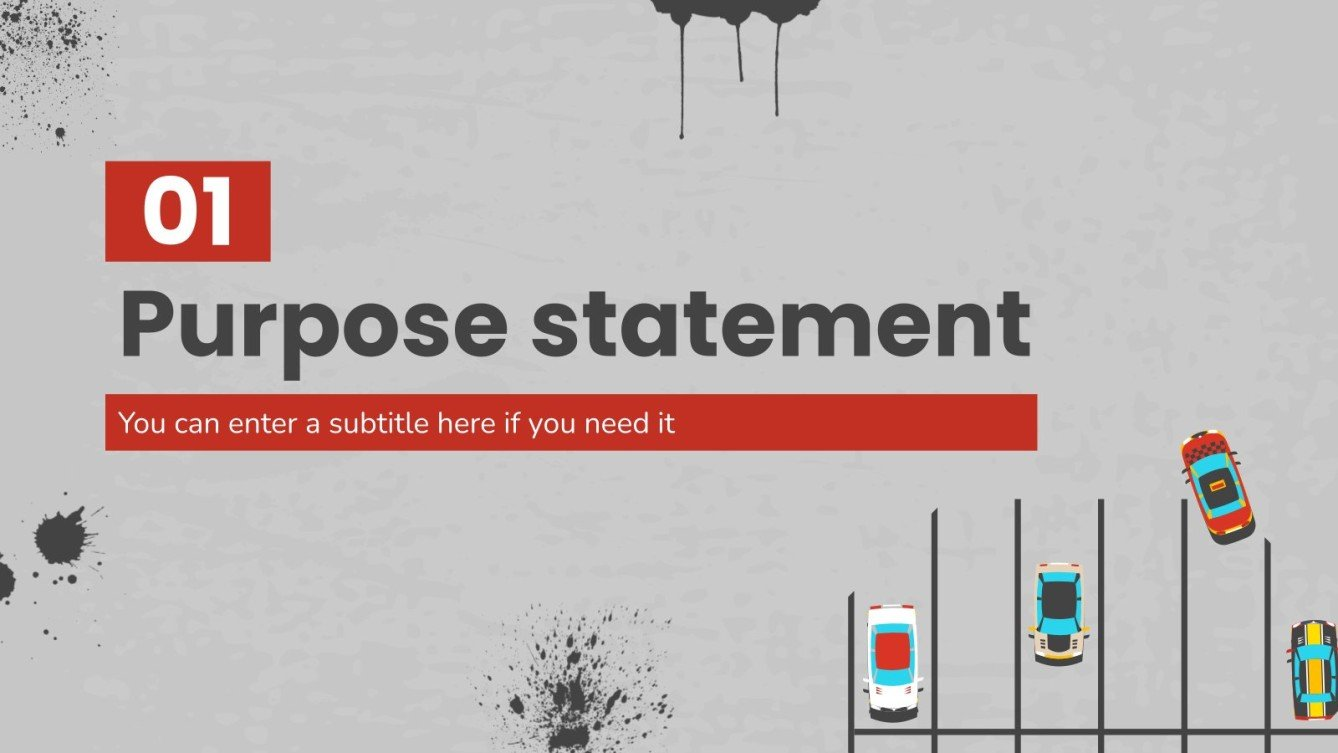 01
Purpose statement
You can enter a subtitle here if you need it